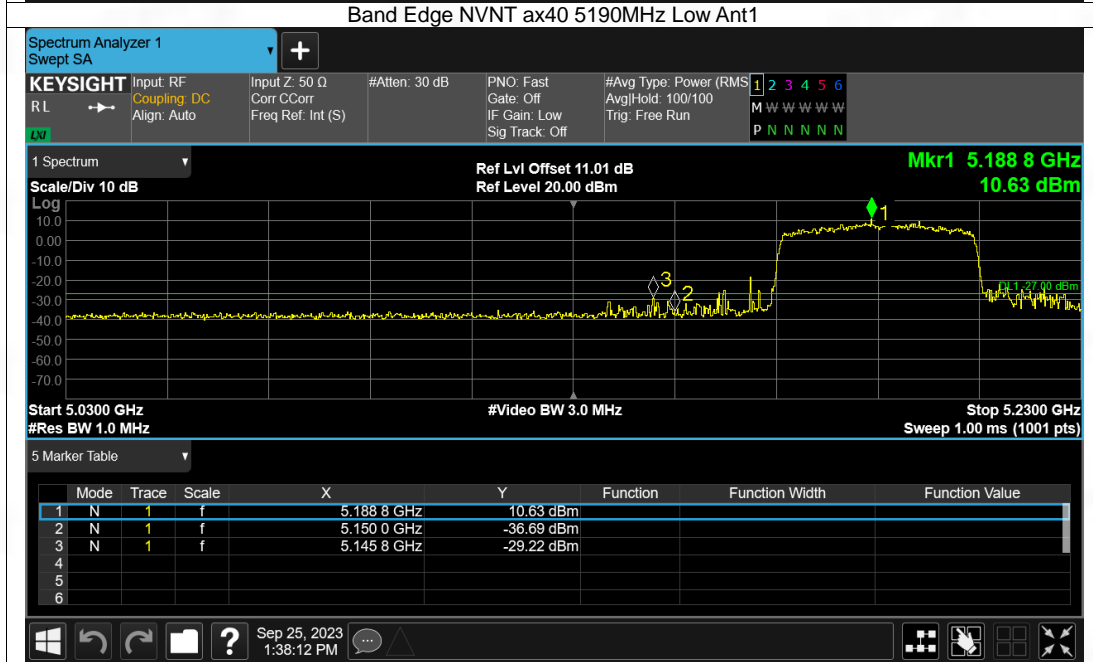 Band Edge NVNT ax40 5190MHz Low Ant1
Spectrum Analyzer 1
Swept SA
+
KEYSIGHT
R L
LXI
Input: RF
Coupling: DC
Align: Auto
Input Z: 50 Ω
Corr CCorr
Freq Ref: Int (S)
#Atten: 30 dB
PNO: Fast
Gate: Off
IF Gain: Low
Sig Track: Off
#Avg Type: Power (RMS
Avg|Hold: 100/100
Trig: Free Run
1 2 3 4 5 6
M W W W W W
P N N N N N
1 Spectrum
Scale/Div 10 dB
Ref Lvl Offset 11.01 dB
Ref Level 20.00 dBm
Mkr1 5.188 8 GHz
10.63 dBm
Log
10.0
0.00
-10.0
-20.0
-30.0
-40.0
-50.0
-60.0
-70.0
1
3
2
DL1 -27.00 dBm
Start 5.0300 GHz
#Video BW 3.0 MHz
Stop 5.2300 GHz
#Res BW 1.0 MHz
Sweep 1.00 ms (1001 pts)
5 Marker Table
Mode Trace Scale X Y Function Function Width Function Value
1 N 1 f 5.188 8 GHz 10.63 dBm
2 N 1 f 5.150 0 GHz -36.69 dBm
3 N 1 f 5.145 8 GHz -29.22 dBm
4
5
6
?
Sep 25, 2023
1:38:12 PM